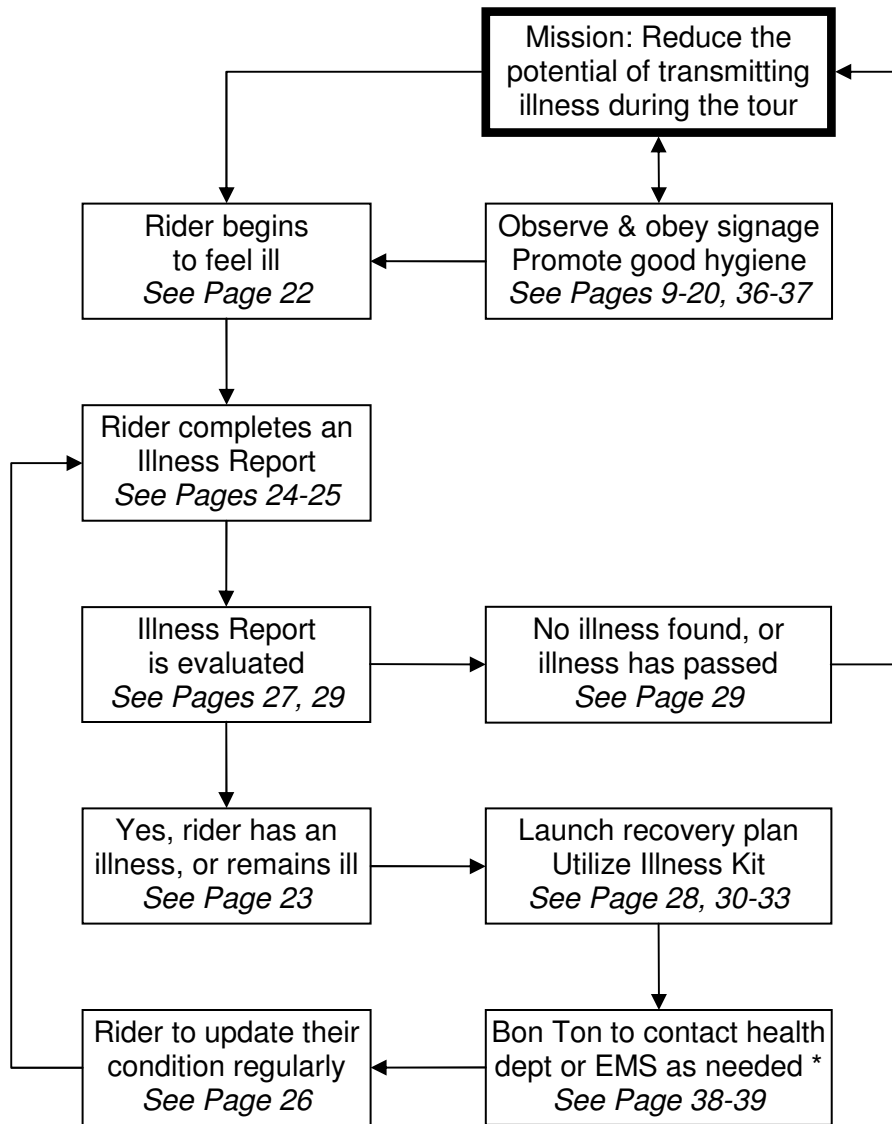 Mission: Reduce the
potential of transmitting
illness during the tour
Rider begins
to feel ill
See Page 22
Observe & obey signage
Promote good hygiene
See Pages 9-20, 36-37
Rider completes an
Illness Report
See Pages 24-25
Illness Report
is evaluated
See Pages 27, 29
No illness found, or
illness has passed
See Page 29
Yes, rider has an
illness, or remains ill
See Page 23
Launch recovery plan
Utilize Illness Kit
See Page 28, 30-33
Rider to update their
condition regularly
See Page 26
Bon Ton to contact health
dept or EMS as needed *
See Page 38-39